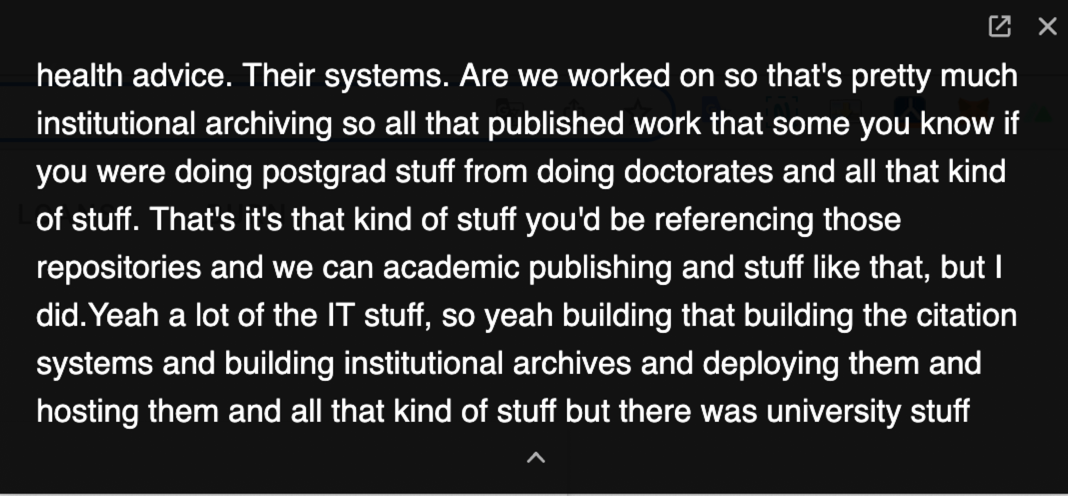 health advice. Their systems. Are we worked on so that's pretty much
institutional archiving so all that published work that some you know if
you were doing postgrad stuff from doing doctorates and all that kind
of stuff. That's it's that kind of stuff you'd be referencing those
repositories and we can academic publishing and stuff like that, but I
did.Yeah a lot of the IT stuff, so yeah building that building the citation
systems and building institutional archives and deploying them and
hosting them and all that kind of stuff but there was university stuff